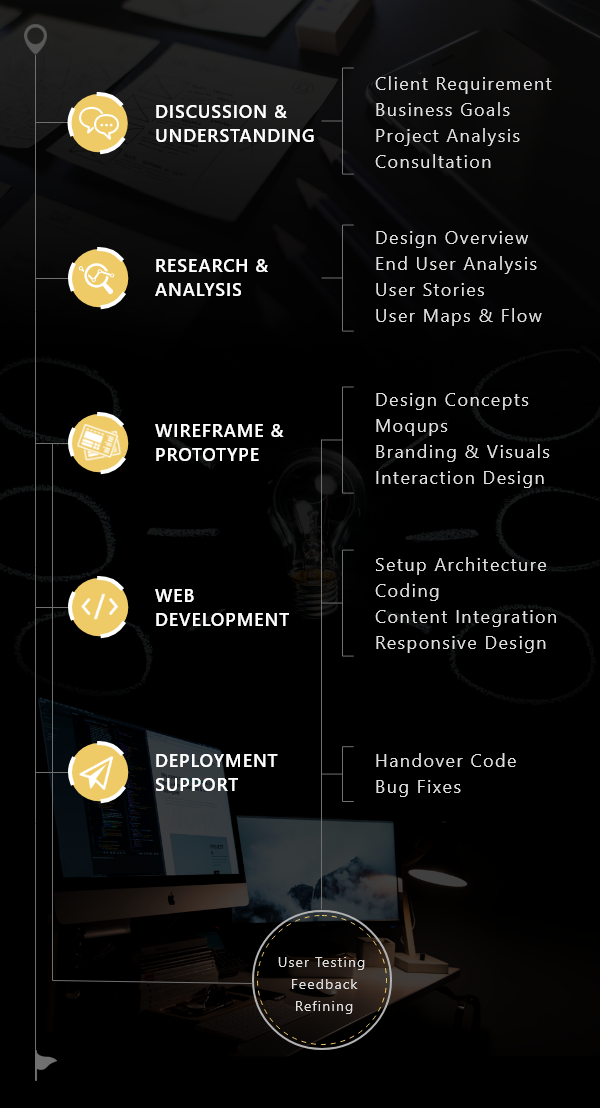 DISCUSSION &
UNDERSTANDING
Client Requirement
Business Goals
Project Analysis
Consultation
RESEARCH &
ANALYSIS
Design Overview
End User Analysis
User Stories
User Maps & Flow
WIREFRAME &
PROTOTYPE
Design Concepts
Moqups
Branding & Visuals
Interaction Design
WEB
DEVELOPMENT
Setup Architecture
Coding
Content Integration
Responsive Design
DEPLOYMENT
SUPPORT
Handover Code
Bug Fixes
User Testing
Feedback
Refining